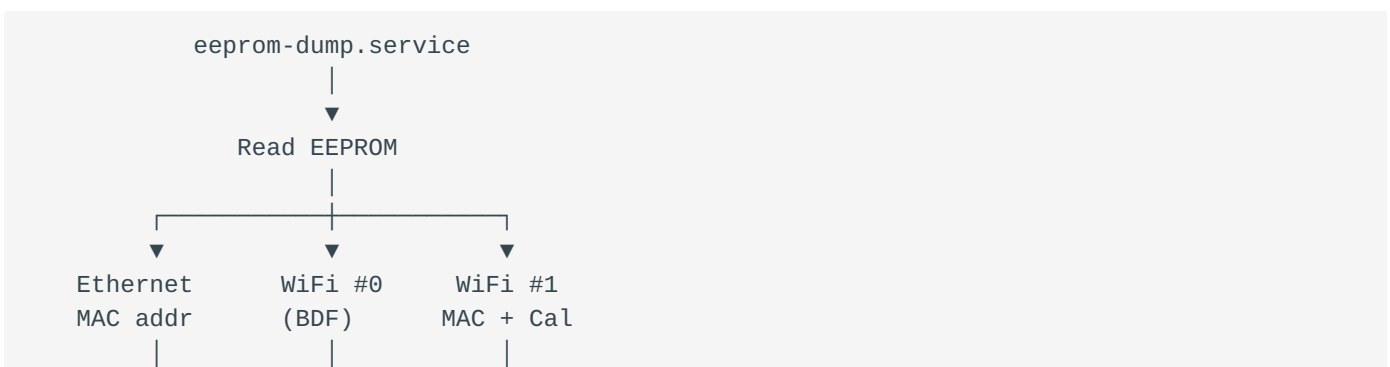 eeprom-dump.service
Read EEPROM
Ethernet WiFi #0 WiFi #1
MAC addr (BDF) MAC + Cal